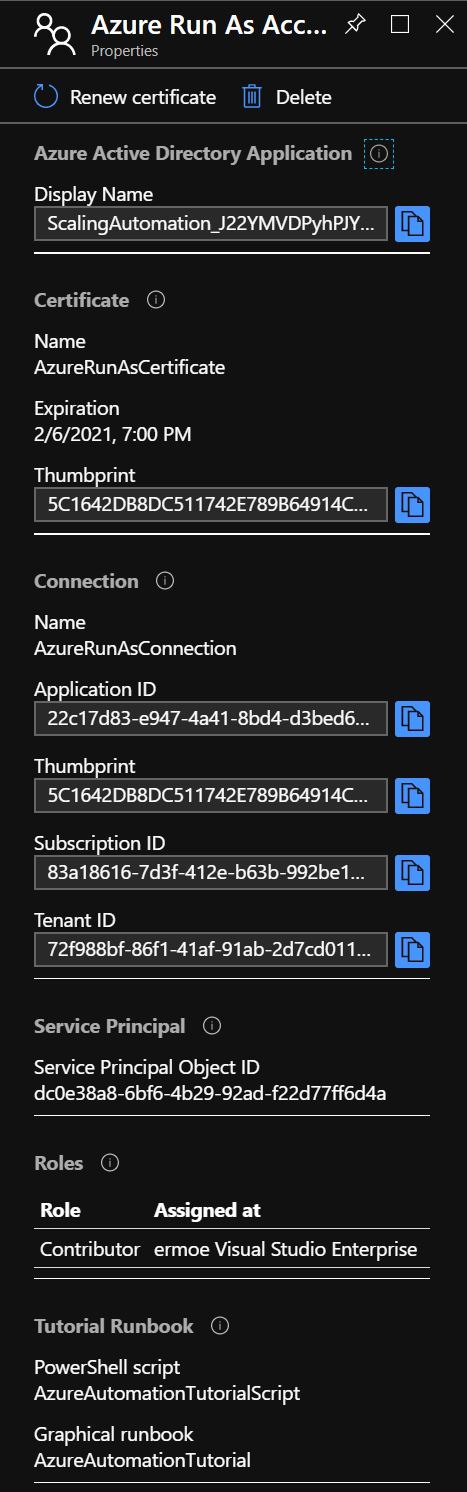 Azure Run As Acc...
Properties
Renew certificate Delete
Azure Active Directory Application
Display Name
ScalingAutomation_J22YMVDPyhPJY...
Certificate
Name
AzureRunAsCertificate
Expiration
2/6/2021, 7:00 PM
Thumbprint
5C1642DB8DC511742E789B64914C...
Connection
Name
AzureRunAsConnection
Application ID
22c17d83-e947-4a41-8bd4-d3bed6...
Thumbprint
5C1642DB8DC511742E789B64914C...
Subscription ID
83a18616-7d3f-412e-b63b-992be1...
Tenant ID
72f988bf-86f1-41af-91ab-2d7cd011...
Service Principal
Service Principal Object ID
dc0e38a8-6bf6-4b29-92ad-f22d77ff6d4a
Roles
Role Assigned at
Contributor ermoe Visual Studio Enterprise
Tutorial Runbook
PowerShell script
AzureAutomationTutorialScript
Graphical runbook
AzureAutomationTutorial